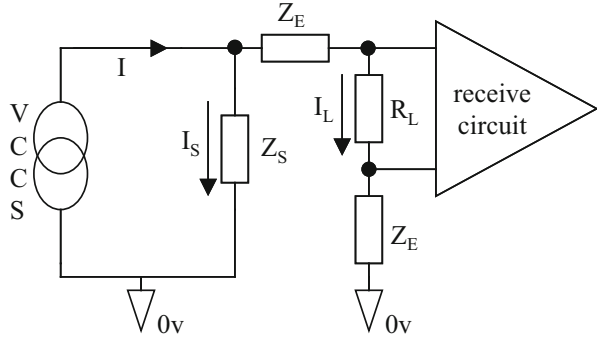 Z_E
I
V
C
C
S
I_S
Z_S
I_L
R_L
receive
circuit
Z_E
0v
0v